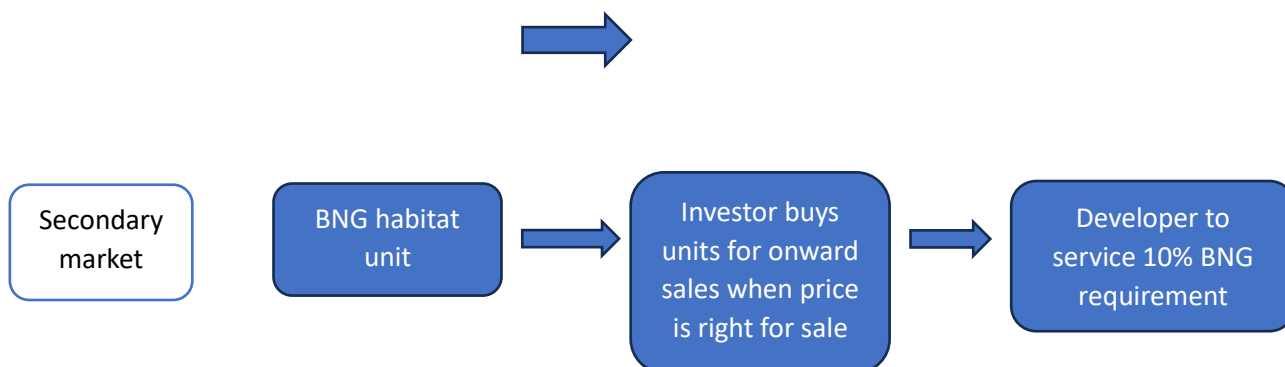 Secondary
market
BNG habitat
unit
Investor buys
units for onward
sales when price
is right for sale
Developer to
service 10% BNG
requirement